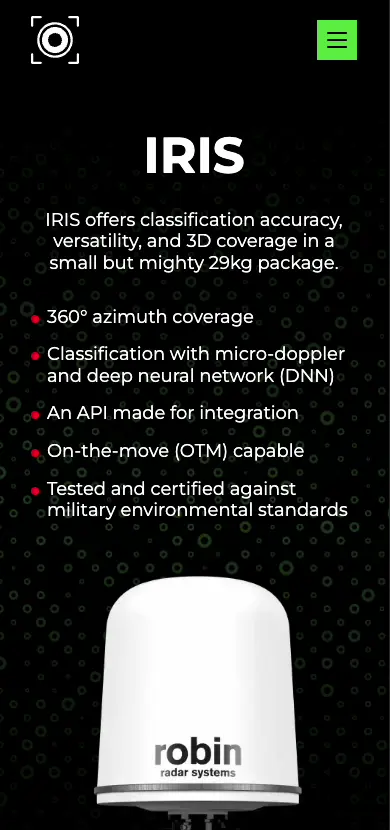 IRIS
IRIS offers classification accuracy,
versatility, and 3D coverage in a
small but mighty 29kg package.
360° azimuth coverage
Classification with micro-doppler
and deep neural network (DNN)
An API made for integration
On-the-move (OTM) capable
Tested and certified against
military environmental standards
robin
radar systems